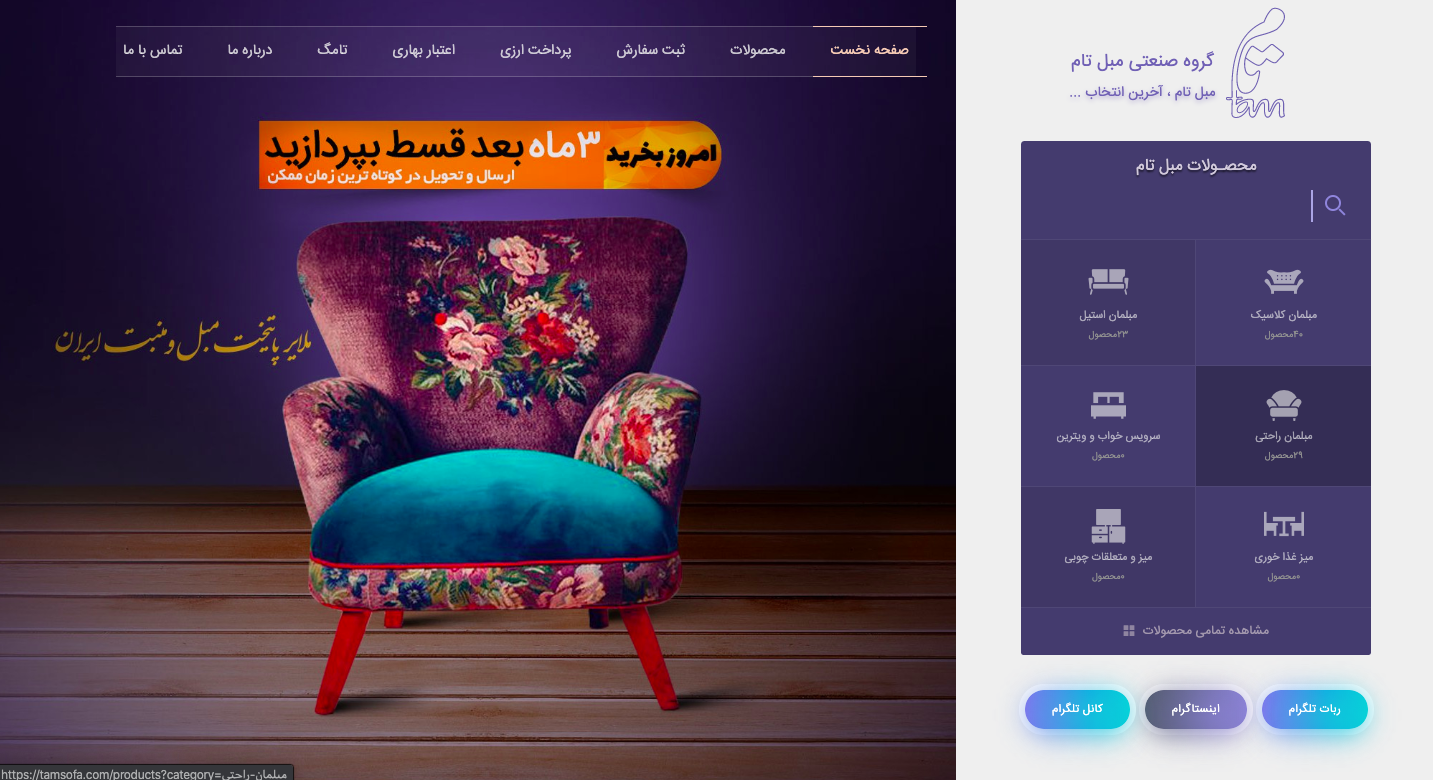 گروه صنعتی مبل تام
مبل تام ، آخرین انتخاب ...
tam
صفحه نخست
محصولات
ثبت سفارش
پرداخت ارزی
اعتبار بهاری
تامگ
درباره ما
تماس با ما
امروز بخرید ۳ماه بعد قسط بپردازید
ارسال و تحویل در کوتاه ترین زمان ممکن
ملایر پایتخت مبل و منبت ایران
محصـولات مبل تام
مبلمان کلاسیک
۴۰محصول
مبلمان استیل
۲۳محصول
مبلمان راحتی
۲۹محصول
سرویس خواب و ویترین
۰محصول
میز غذا خوری
۰محصول
میز و متعلقات چوبی
۰محصول
مشاهده تمامی محصولات
ربات تلگرام
اینستاگرام
کانل تلگرام
https://tamsofa.com/products?category=مبلمان-راحتی